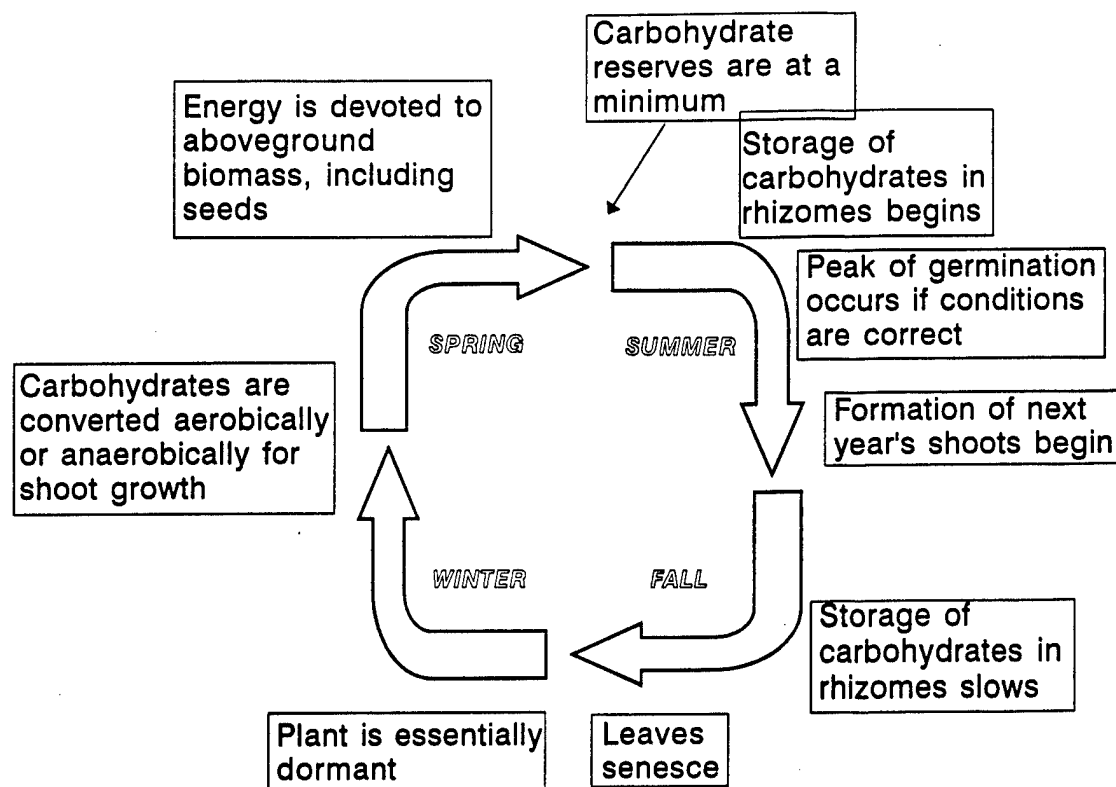 Carbohydrate
reserves are at a
minimum
Energy is devoted to
aboveground
biomass, including
seeds
Storage of
carbohydrates in
rhizomes begins
Peak of germination
occurs if conditions
are correct
SPRING
SUMMER
Carbohydrates are
converted aerobically
or anaerobically for
shoot growth
Formation of next
year's shoots begin
WINTER
FALL
Storage of
carbohydrates in
rhizomes slows
Plant is essentially
dormant
Leaves
senesce